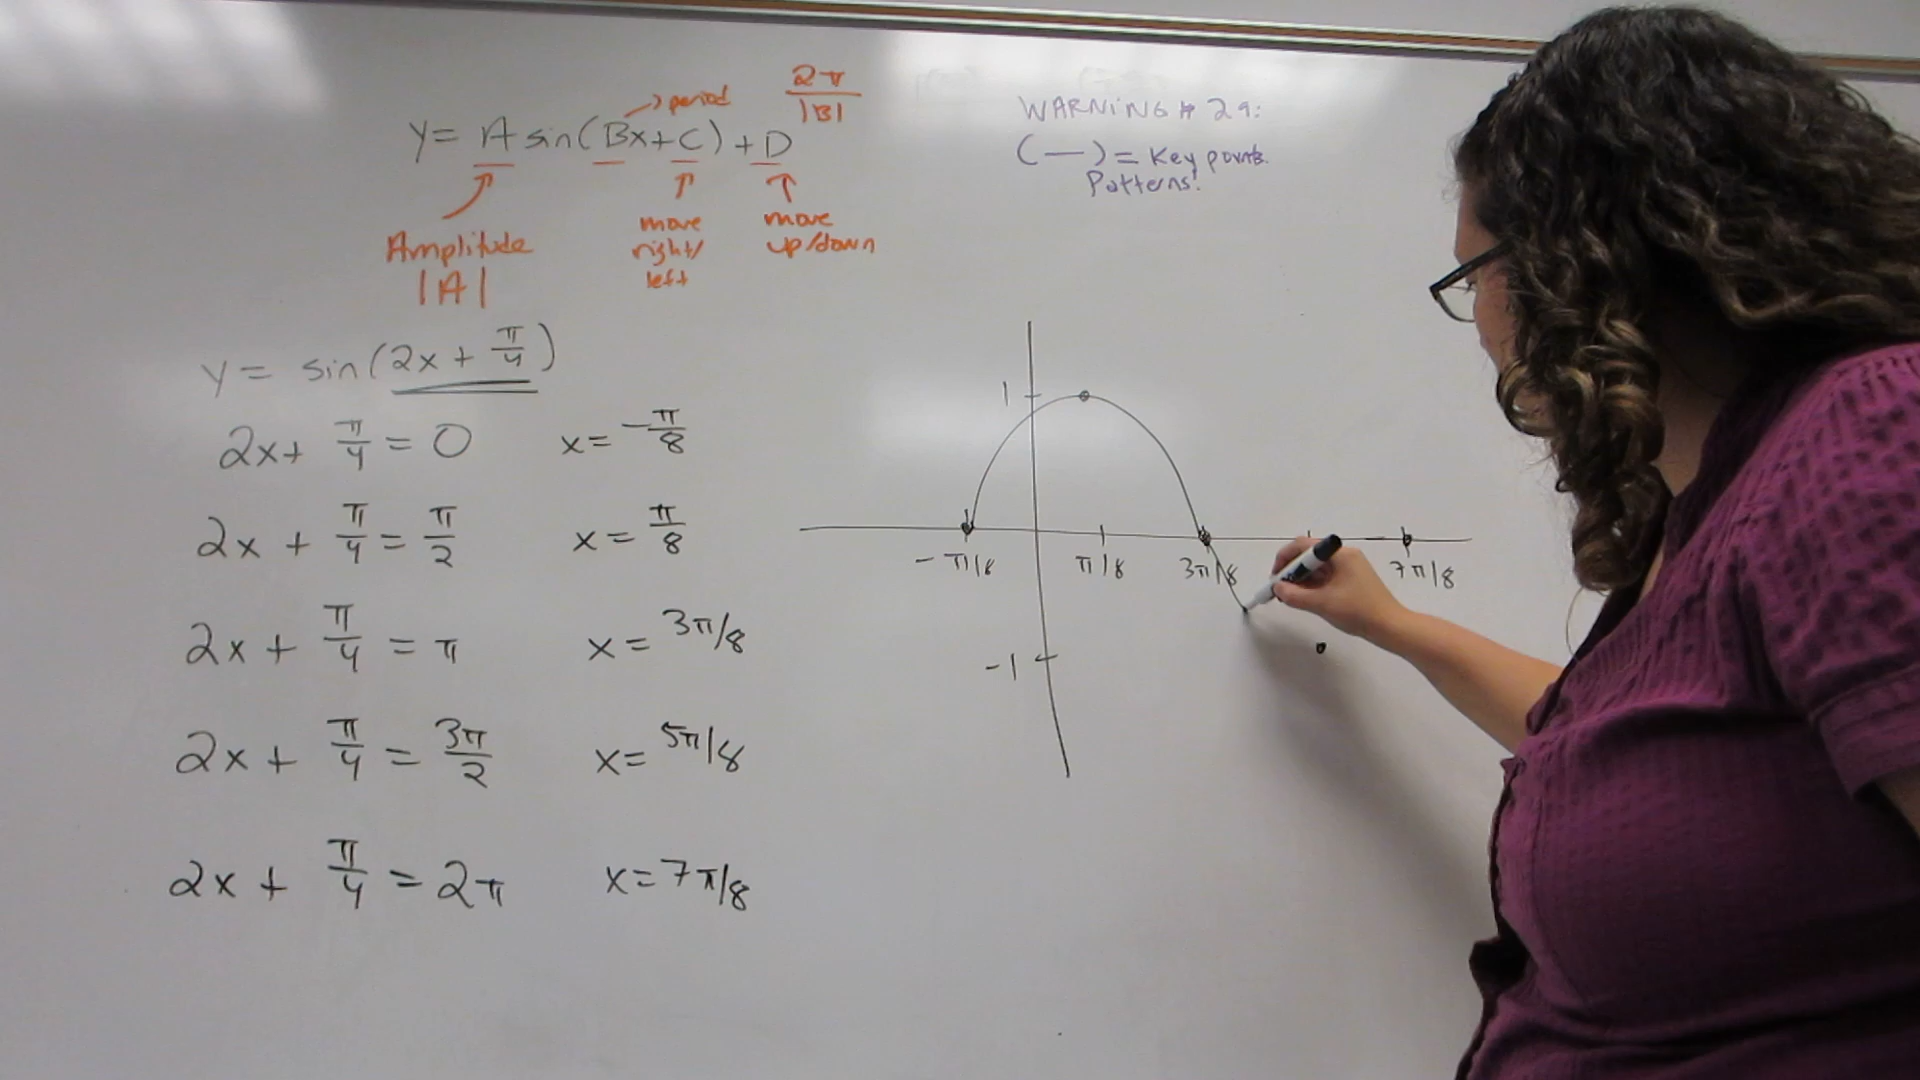 → period
2π/|B|
y = A sin(Bx + C) + D
Amplitude
|A|
move
right/
left
move
up/down
WARNING # 2a:
( — ) = Key points.
Patterns!
y = sin(2x + π/4)
2x + π/4 = 0 x = -π/8
2x + π/4 = π/2 x = π/8
2x + π/4 = π x = 3π/8
2x + π/4 = 3π/2 x = 5π/8
2x + π/4 = 2π x = 7π/8
1
-π/8 π/8 3π/8 7π/8
-1